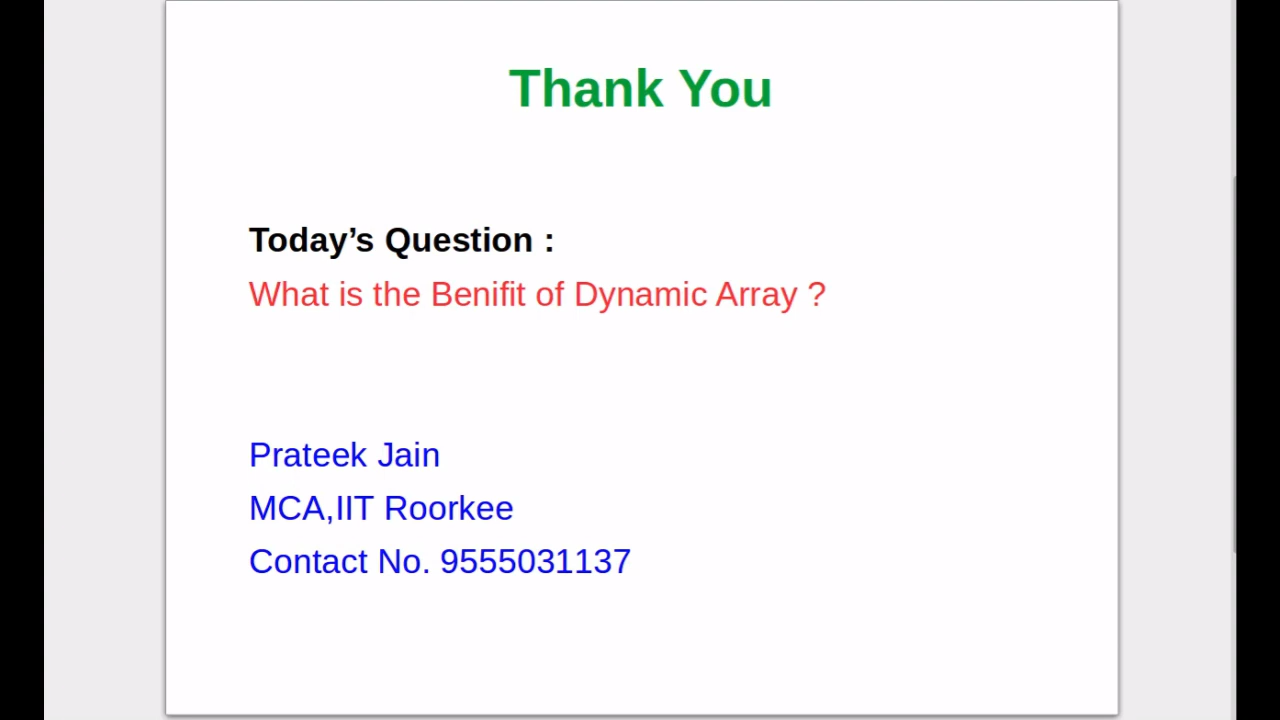 Thank You
Today’s Question :
What is the Benifit of Dynamic Array ?
Prateek Jain
MCA,IIT Roorkee
Contact No. 9555031137